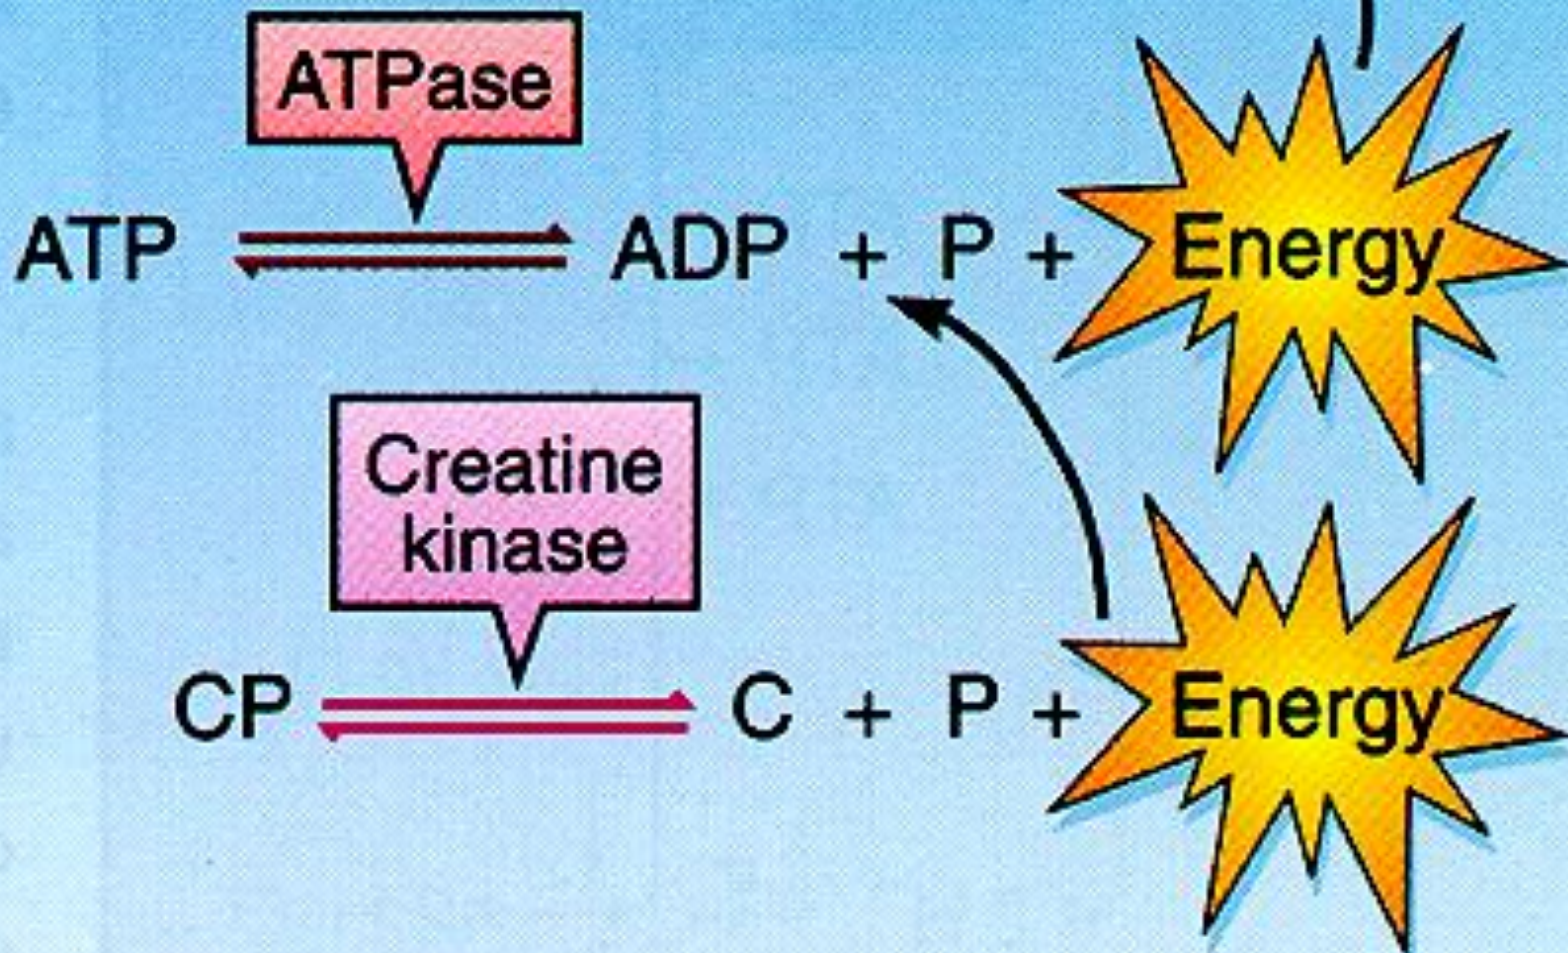 ATPase
ATP ADP + P + Energy
Creatine
kinase
CP C + P + Energy